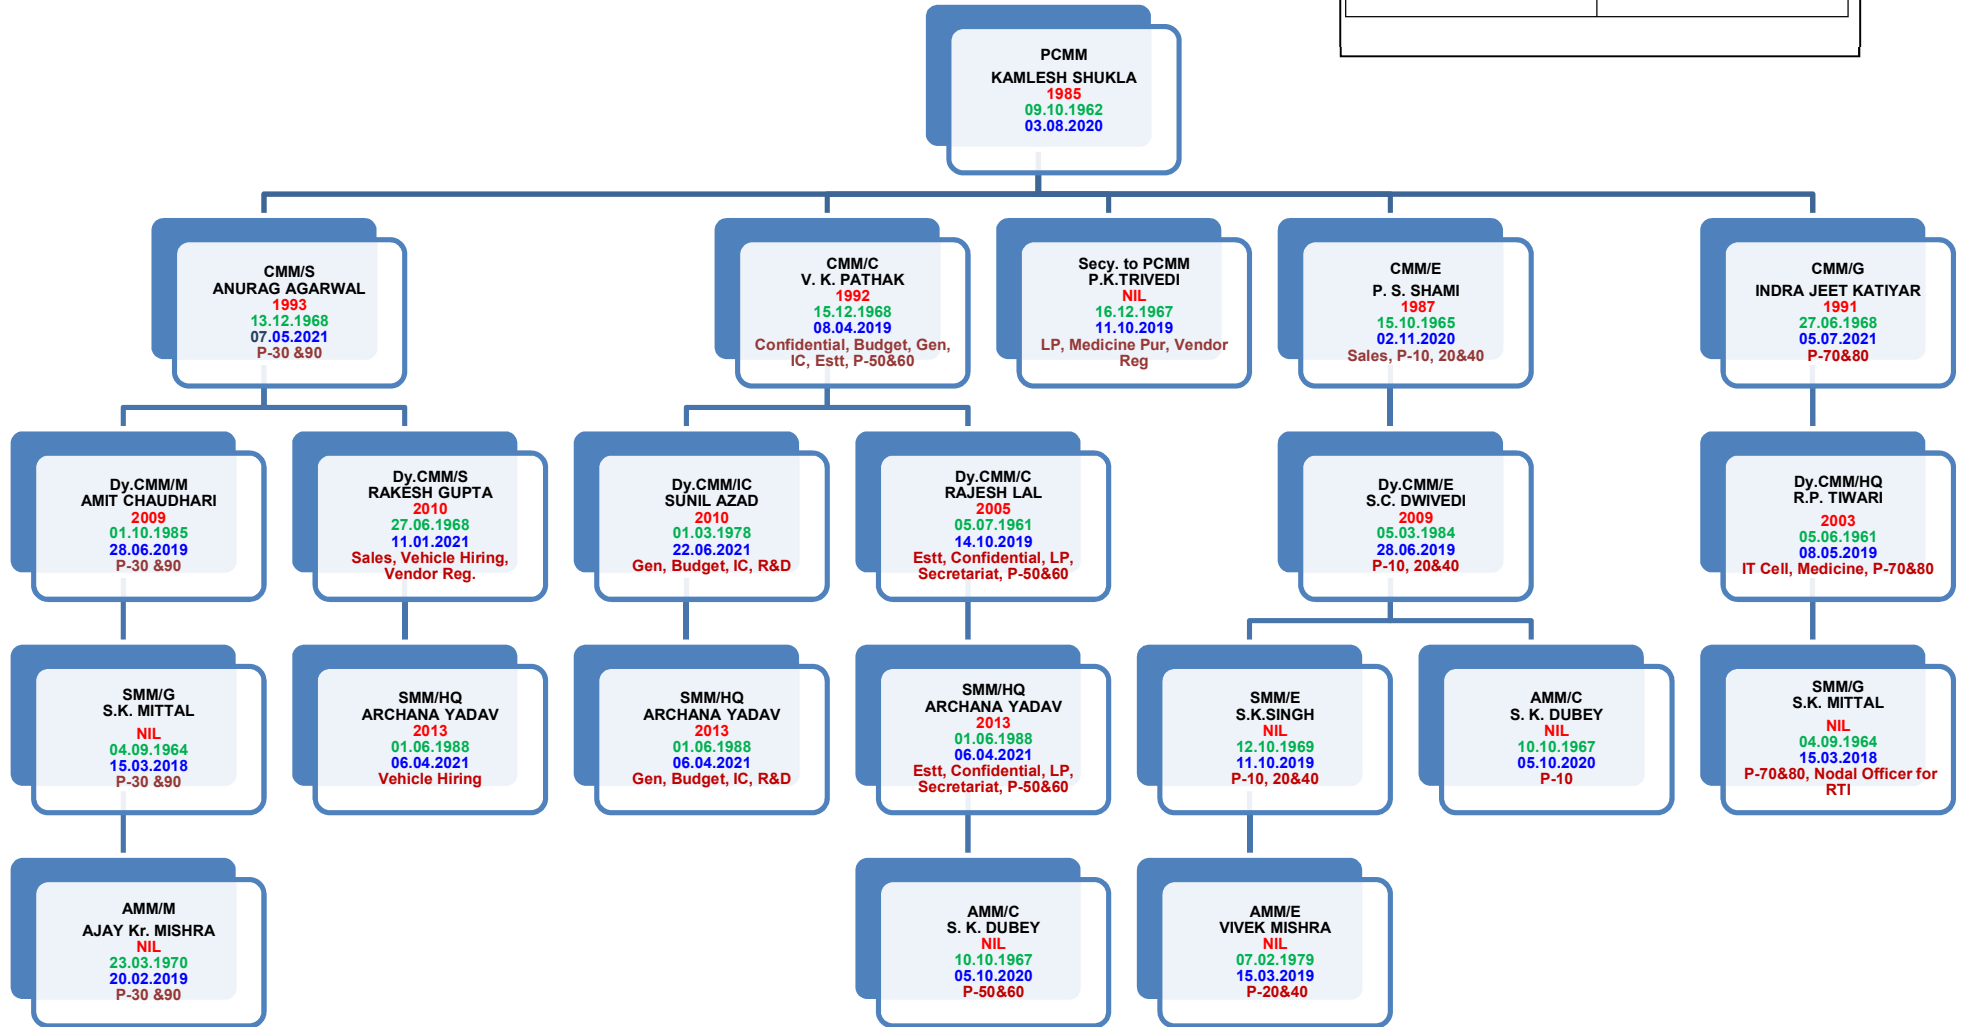 PCMM
KAMLESH SHUKLA
1985
09.10.1962
03.08.2020
CMM/S
ANURAG AGARWAL
1993
13.12.1968
07.05.2021
P-30 &90
CMM/C
V. K. PATHAK
1992
15.12.1968
08.04.2019
Confidential, Budget, Gen,
IC, Estt, P-50&60
Secy. to PCMM
P.K.TRIVEDI
NIL
16.12.1967
11.10.2019
LP, Medicine Pur, Vendor
Reg
CMM/E
P. S. SHAMI
1987
15.10.1965
02.11.2020
Sales, P-10, 20&40
CMM/G
INDRA JEET KATIYAR
1991
27.06.1968
05.07.2021
P-70&80
Dy.CMM/M
AMIT CHAUDHARI
2009
01.10.1985
28.06.2019
P-30 &90
Dy.CMM/S
RAKESH GUPTA
2010
27.06.1968
11.01.2021
Sales, Vehicle Hiring,
Vendor Reg.
Dy.CMM/IC
SUNIL AZAD
2010
01.03.1978
22.06.2021
Gen, Budget, IC, R&D
Dy.CMM/C
RAJESH LAL
2005
05.07.1961
14.10.2019
Estt, Confidential, LP,
Secretariat, P-50&60
Dy.CMM/E
S.C. DWIVEDI
2009
05.03.1984
28.06.2019
P-10, 20&40
Dy.CMM/HQ
R.P. TIWARI
2003
05.06.1961
08.05.2019
IT Cell, Medicine, P-70&80
SMM/G
S.K. MITTAL
NIL
04.09.1964
15.03.2018
P-30 &90
SMM/HQ
ARCHANA YADAV
2013
01.06.1988
06.04.2021
Vehicle Hiring
SMM/HQ
ARCHANA YADAV
2013
01.06.1988
06.04.2021
Gen, Budget, IC, R&D
SMM/HQ
ARCHANA YADAV
2013
01.06.1988
06.04.2021
Estt, Confidential, LP,
Secretariat, P-50&60
SMM/E
S.K.SINGH
NIL
12.10.1969
11.10.2019
P-10, 20&40
AMM/C
S. K. DUBEY
NIL
10.10.1967
05.10.2020
P-10
SMM/G
S.K. MITTAL
NIL
04.09.1964
15.03.2018
P-70&80, Nodal Officer for
RTI
AMM/M
AJAY Kr. MISHRA
NIL
23.03.1970
20.02.2019
P-30 &90
AMM/C
S. K. DUBEY
NIL
10.10.1967
05.10.2020
P-50&60
AMM/E
VIVEK MISHRA
NIL
07.02.1979
15.03.2019
P-20&40